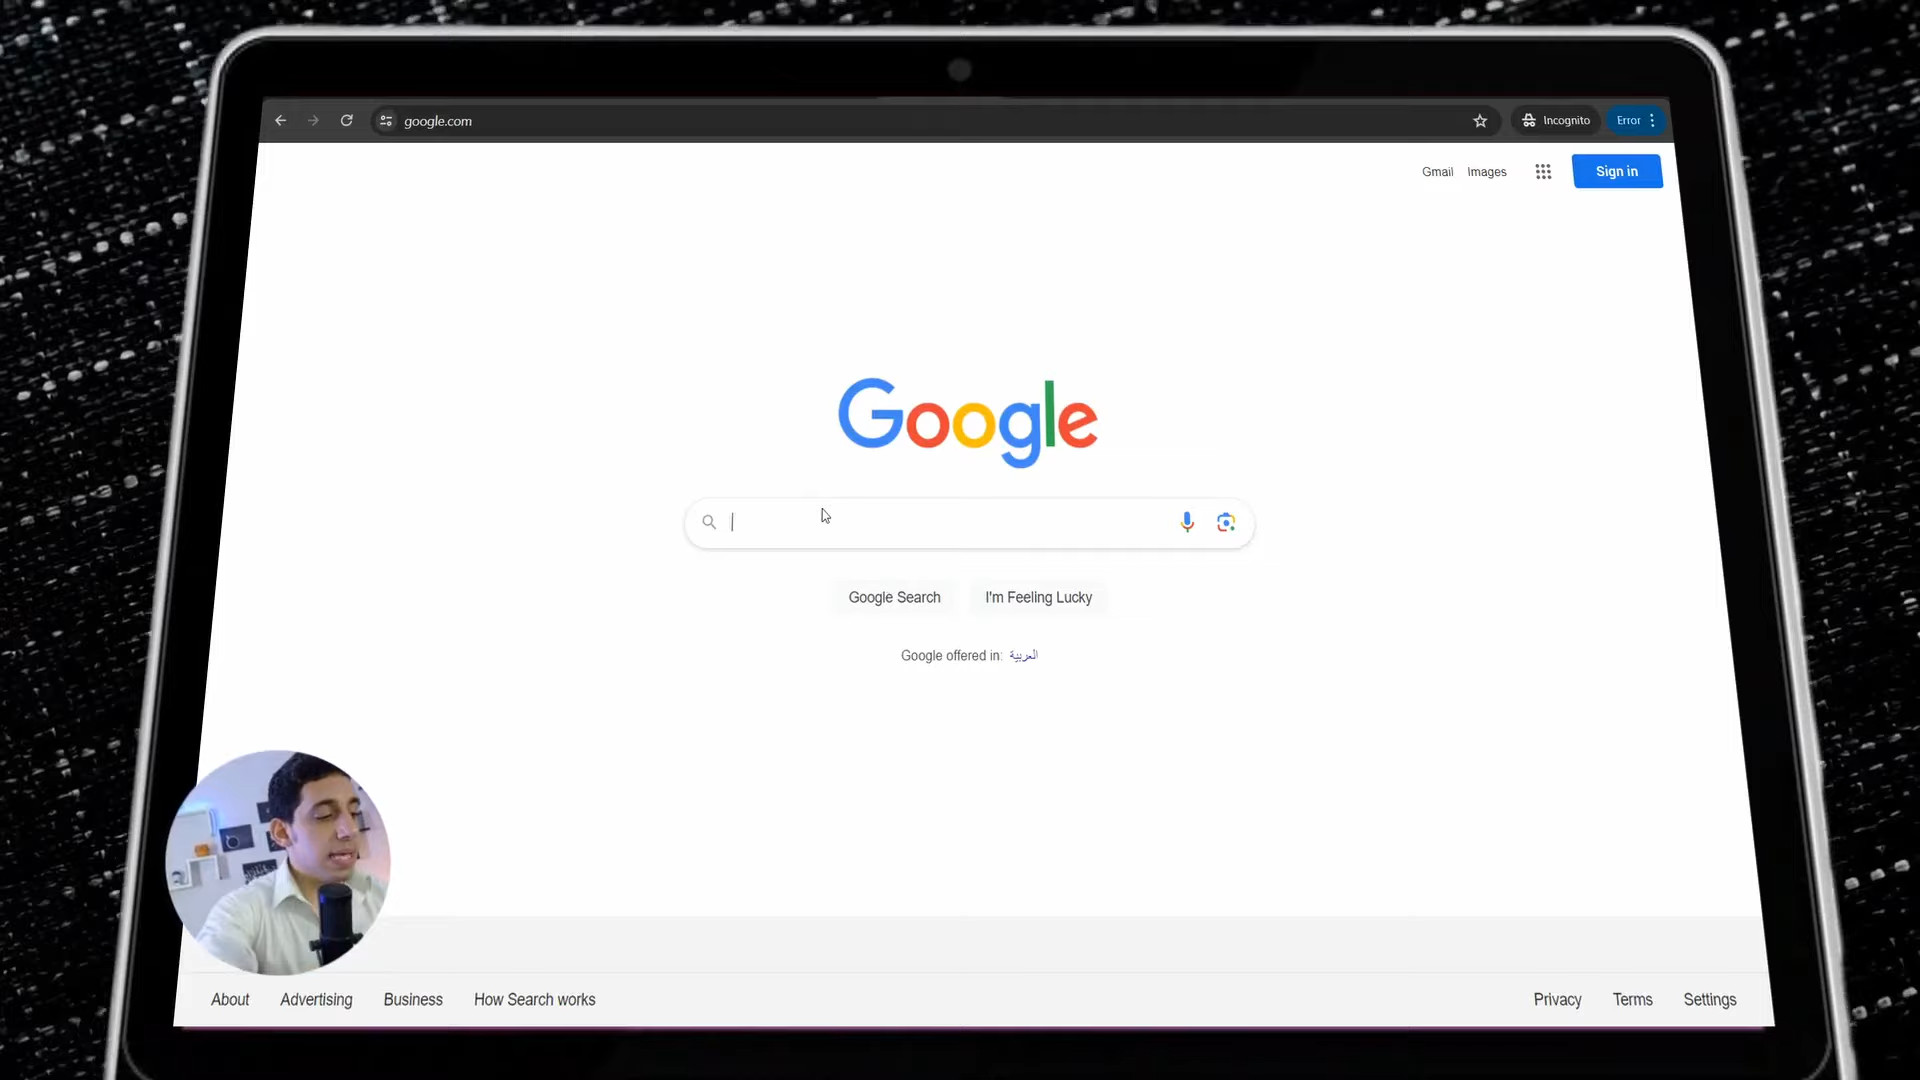 google.com
Incognito
Error
Gmail Images
Sign in
Google
Google Search I'm Feeling Lucky
Google offered in: العربية
About Advertising Business How Search works
Privacy Terms Settings